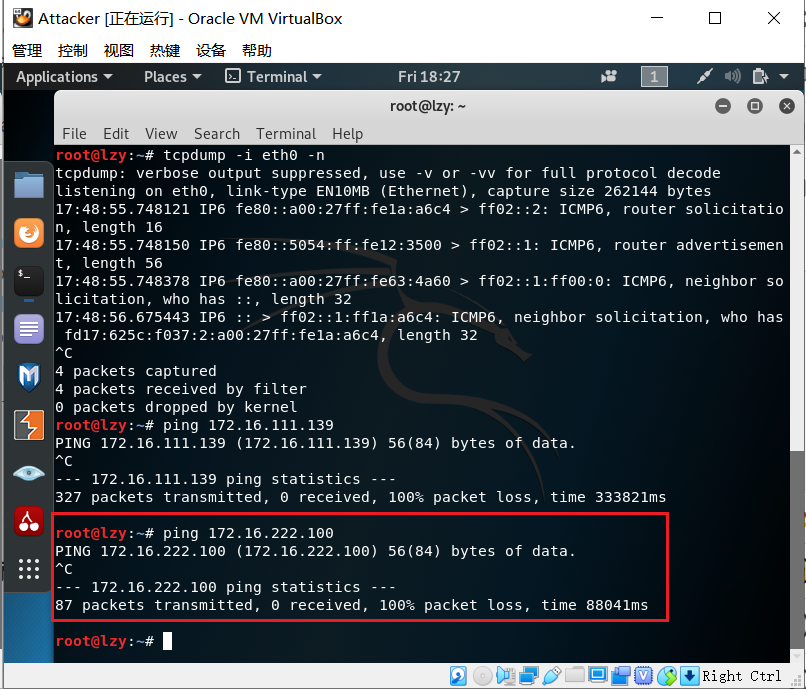 Attacker [正在运行] - Oracle VM VirtualBox
管理 控制 视图 热键 设备 帮助
Applications Places Terminal Fri 18:27 1
root@lzy: ~
File Edit View Search Terminal Help
root@lzy:~# tcpdump -i eth0 -n
tcpdump: verbose output suppressed, use -v or -vv for full protocol decode
listening on eth0, link-type EN10MB (Ethernet), capture size 262144 bytes
17:48:55.748121 IP6 fe80::a00:27ff:fe1a:a6c4 > ff02::2: ICMP6, router solicitatio
n, length 16
17:48:55.748150 IP6 fe80::5054:ff:fe12:3500 > ff02::1: ICMP6, router advertisemen
t, length 56
17:48:55.748378 IP6 fe80::a00:27ff:fe63:4a60 > ff02::1:ff00:0: ICMP6, neighbor so
licitation, who has ::, length 32
17:48:56.675443 IP6 :: > ff02::1:ff1a:a6c4: ICMP6, neighbor solicitation, who has
fd17:625c:f037:2:a00:27ff:fe1a:a6c4, length 32
^C
4 packets captured
4 packets received by filter
0 packets dropped by kernel
root@lzy:~# ping 172.16.111.139
PING 172.16.111.139 (172.16.111.139) 56(84) bytes of data.
^C
--- 172.16.111.139 ping statistics ---
327 packets transmitted, 0 received, 100% packet loss, time 333821ms
root@lzy:~# ping 172.16.222.100
PING 172.16.222.100 (172.16.222.100) 56(84) bytes of data.
^C
--- 172.16.222.100 ping statistics ---
87 packets transmitted, 0 received, 100% packet loss, time 88041ms
root@lzy:~#
Right Ctrl